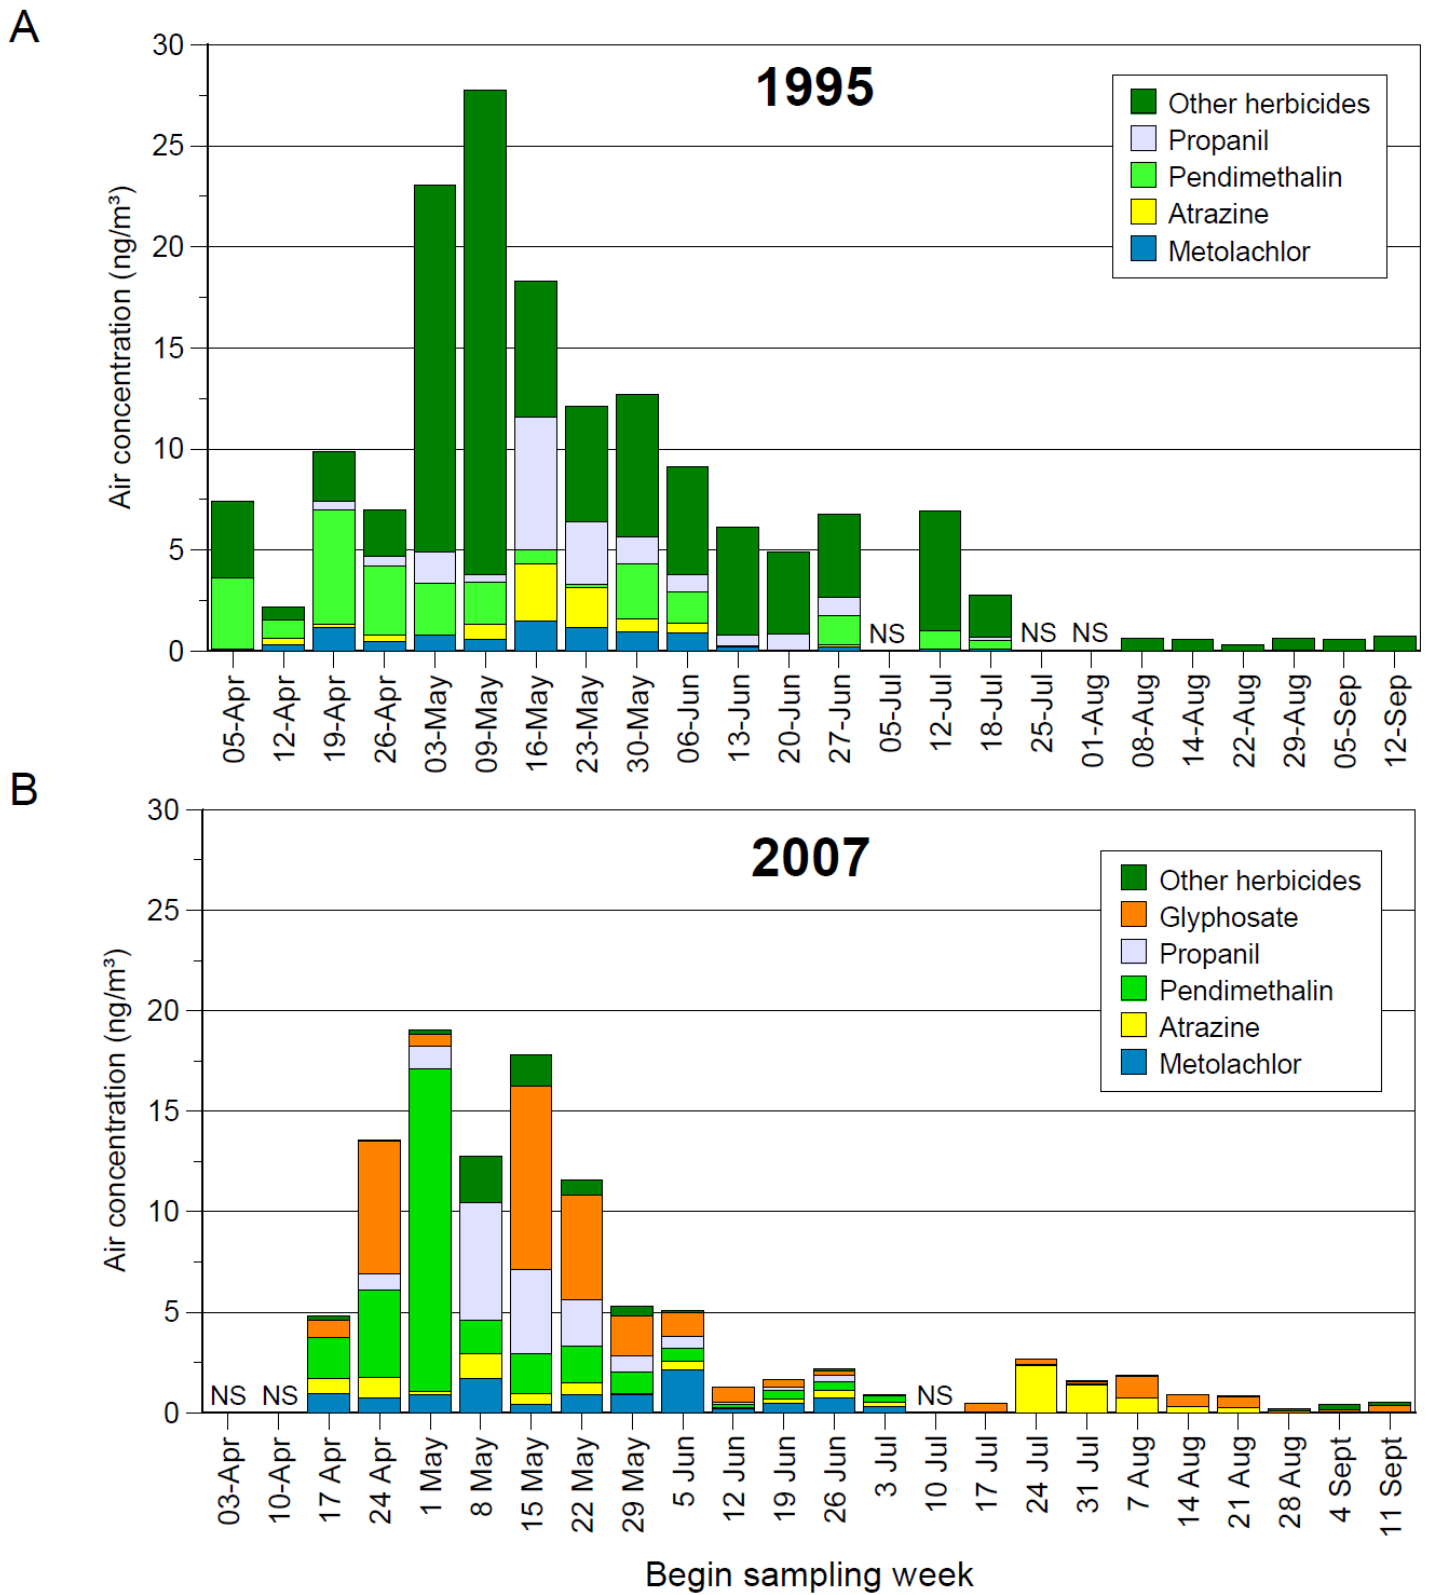 A
1995
30
25
20
15
10
5
0
Air concentration (ng/m³)
Other herbicides
Propanil
Pendimethalin
Atrazine
Metolachlor
NS
NS
NS
05-Apr
12-Apr
19-Apr
26-Apr
03-May
09-May
16-May
23-May
30-May
06-Jun
13-Jun
20-Jun
27-Jun
05-Jul
12-Jul
18-Jul
25-Jul
01-Aug
08-Aug
14-Aug
22-Aug
29-Aug
05-Sep
12-Sep
B
2007
30
25
20
15
10
5
0
Air concentration (ng/m³)
Other herbicides
Glyphosate
Propanil
Pendimethalin
Atrazine
Metolachlor
NS
NS
NS
03-Apr
10-Apr
17 Apr
24 Apr
1 May
8 May
15 May
22 May
29 May
5 Jun
12 Jun
19 Jun
26 Jun
3 Jul
10 Jul
17 Jul
24 Jul
31 Jul
7 Aug
14 Aug
21 Aug
28 Aug
4 Sept
11 Sept
Begin sampling week